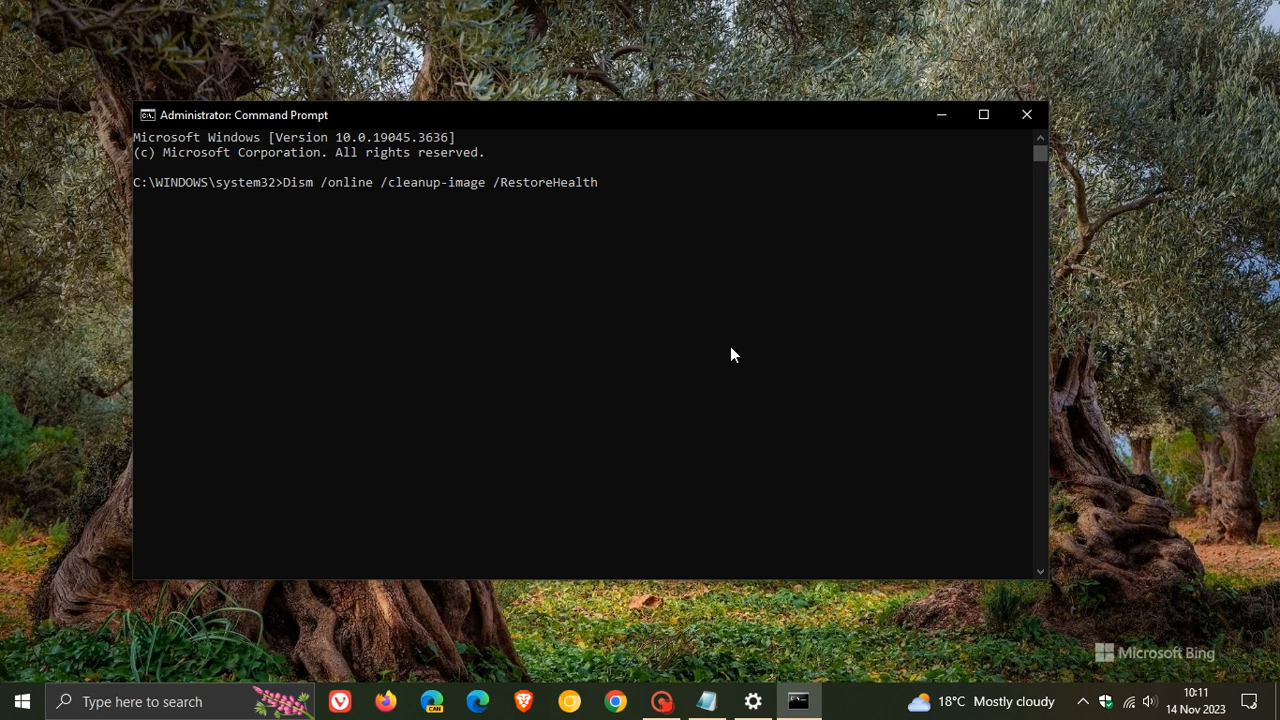 Administrator: Command Prompt
Microsoft Windows [Version 10.0.19045.3636]
(c) Microsoft Corporation. All rights reserved.
C:\WINDOWS\system32>Dism /online /cleanup-image /RestoreHealth
Microsoft Bing
Type here to search
CAN
18°C Mostly cloudy
10:11
14 Nov 2023